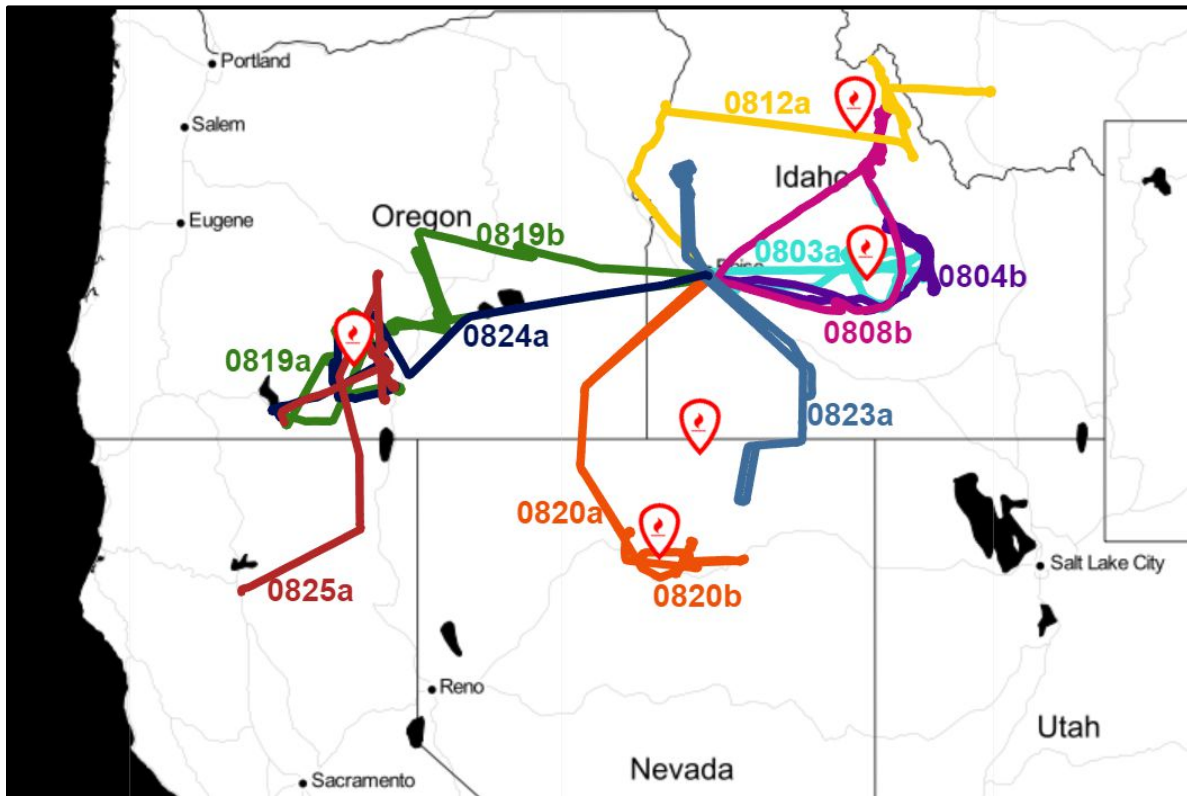 Portland
0812a
Salem
Idaho
Oregon
Eugene
0819b
0803a
Boise
0804b
0824a
0808b
0819a
0823a
0820a
0825a
0820b
Salt Lake City
Reno
Utah
Nevada
Sacramento